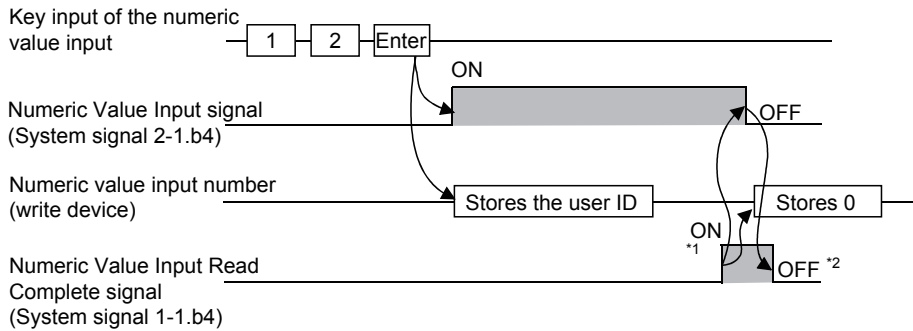 Key input of the numeric
value input
1
2
Enter
ON
Numeric Value Input signal
(System signal 2-1.b4)
OFF
Numeric value input number
(write device)
Stores the user ID
Stores 0
ON
*1
Numeric Value Input Read
Complete signal
(System signal 1-1.b4)
OFF *2